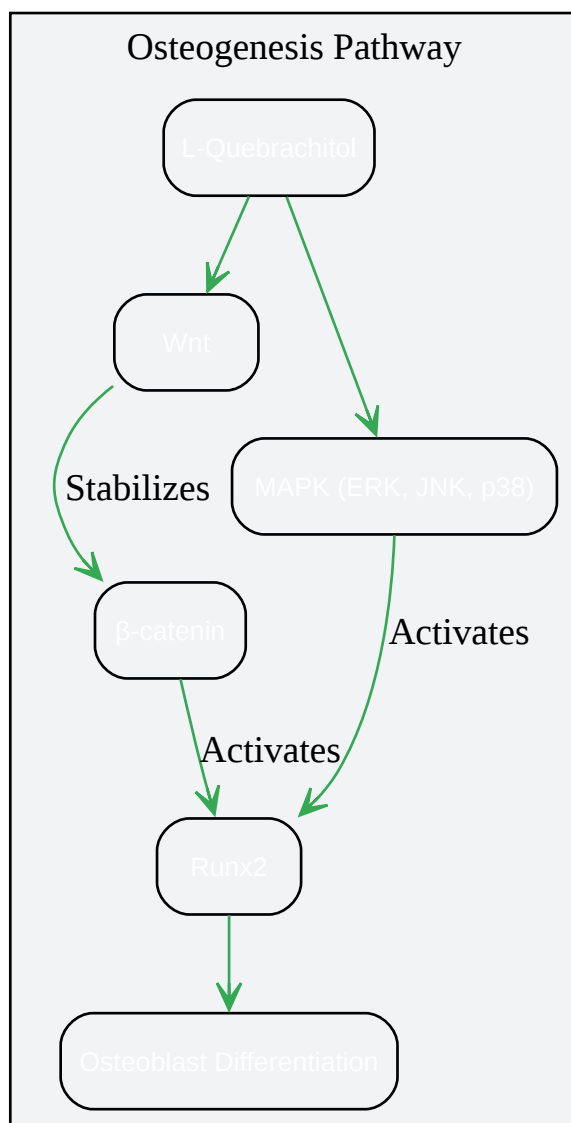 Osteogenesis Pathway
L-Quebrachitol
Wnt
Stabilizes
MAPK (ERK, JNK, p38)
β-catenin
Activates
Activates
Runx2
Osteoblast Differentiation